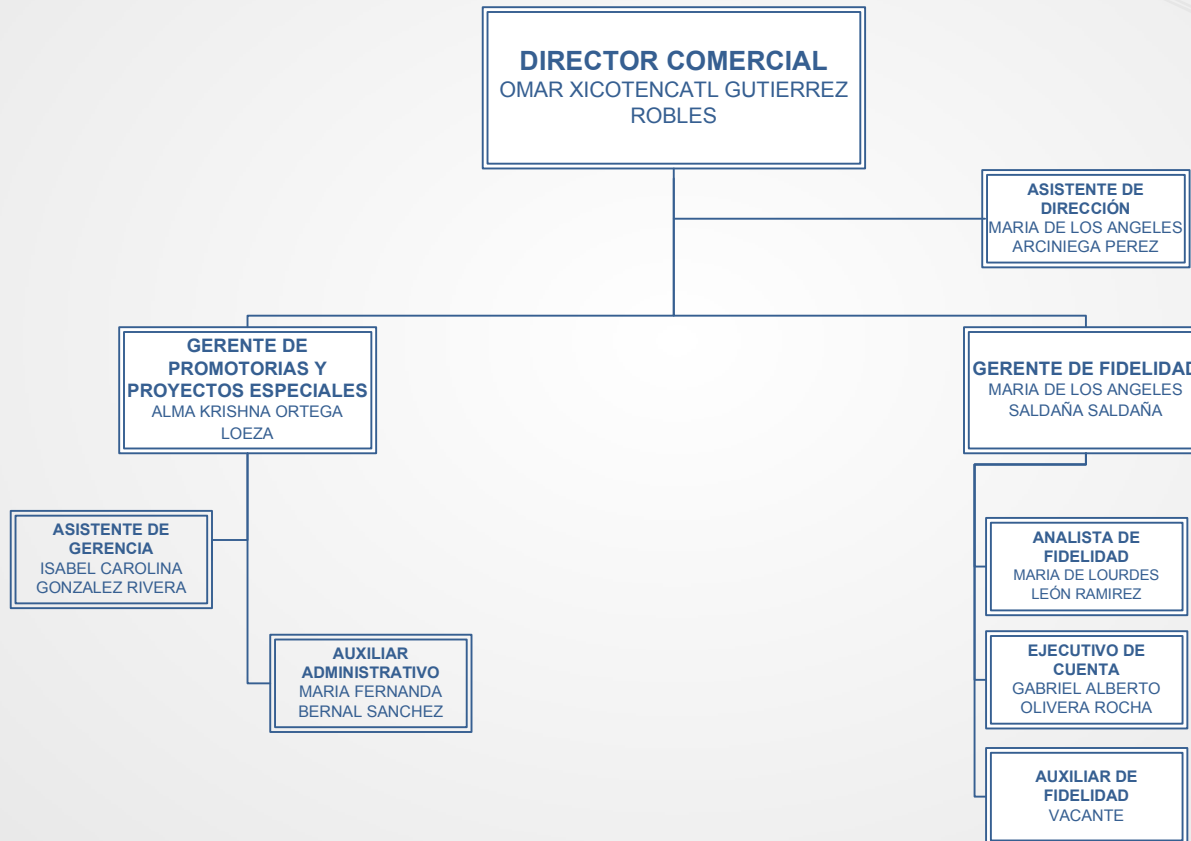 DIRECTOR COMERCIAL
OMAR XICOTENCATL GUTIERREZ
ROBLES
ASISTENTE DE
DIRECCIÓN
MARIA DE LOS ANGELES
ARCINIEGA PEREZ
GERENTE DE
PROMOTORIAS Y
PROYECTOS ESPECIALES
ALMA KRISHNA ORTEGA
LOEZA
GERENTE DE FIDELIDAD
MARIA DE LOS ANGELES
SALDAÑA SALDAÑA
ASISTENTE DE
GERENCIA
ISABEL CAROLINA
GONZALEZ RIVERA
AUXILIAR
ADMINISTRATIVO
MARIA FERNANDA
BERNAL SANCHEZ
ANALISTA DE
FIDELIDAD
MARIA DE LOURDES
LEÓN RAMIREZ
EJECUTIVO DE
CUENTA
GABRIEL ALBERTO
OLIVERA ROCHA
AUXILIAR DE
FIDELIDAD
VACANTE